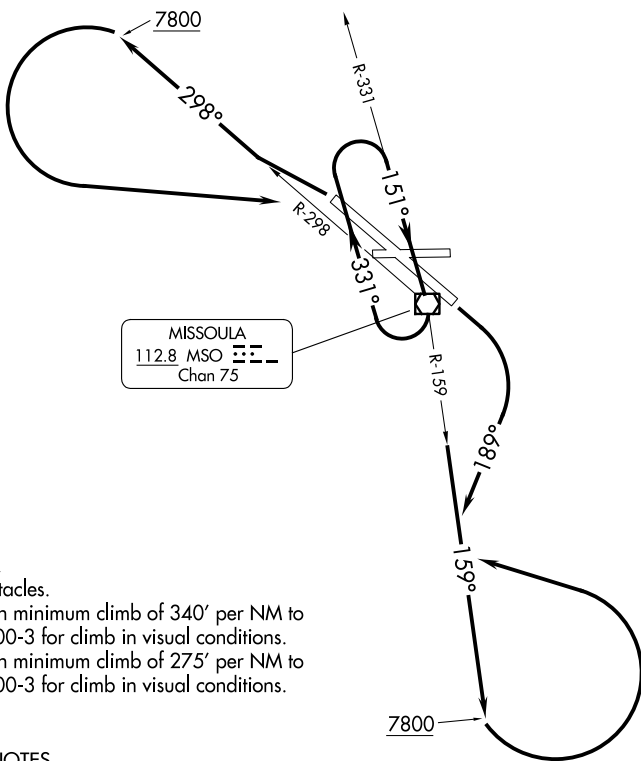 7800
R-331
298°
151°
R-298
331°
MISSOULA
112.8 MSO
Chan 75
R-159
189°
159°
tacles.
n minimum climb of 340' per NM to
00-3 for climb in visual conditions.
n minimum climb of 275' per NM to
00-3 for climb in visual conditions.
7800